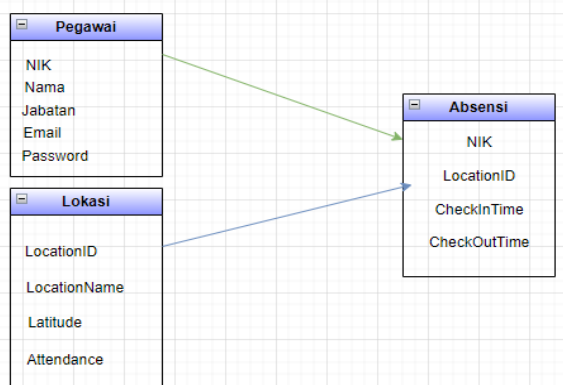 Pegawai
NIK
Nama
Jabatan
Email
Password
Lokasi
LocationID
LocationName
Latitude
Attendance
Absensi
NIK
LocationID
CheckInTime
CheckOutTime